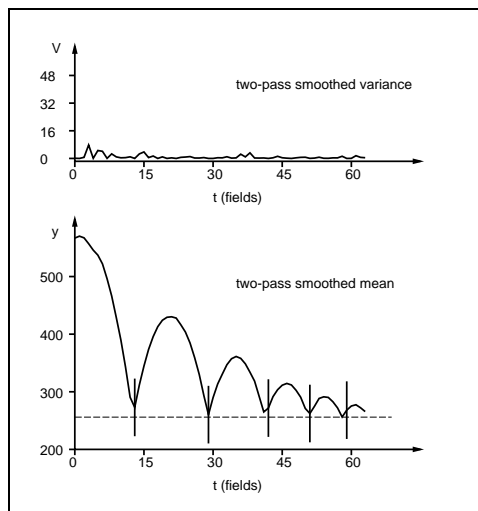 V
48
two-pass smoothed variance
32
16
0
0 15 30 45 60
t (fields)
y
500
two-pass smoothed mean
400
300
200
0 15 30 45 60
t (fields)